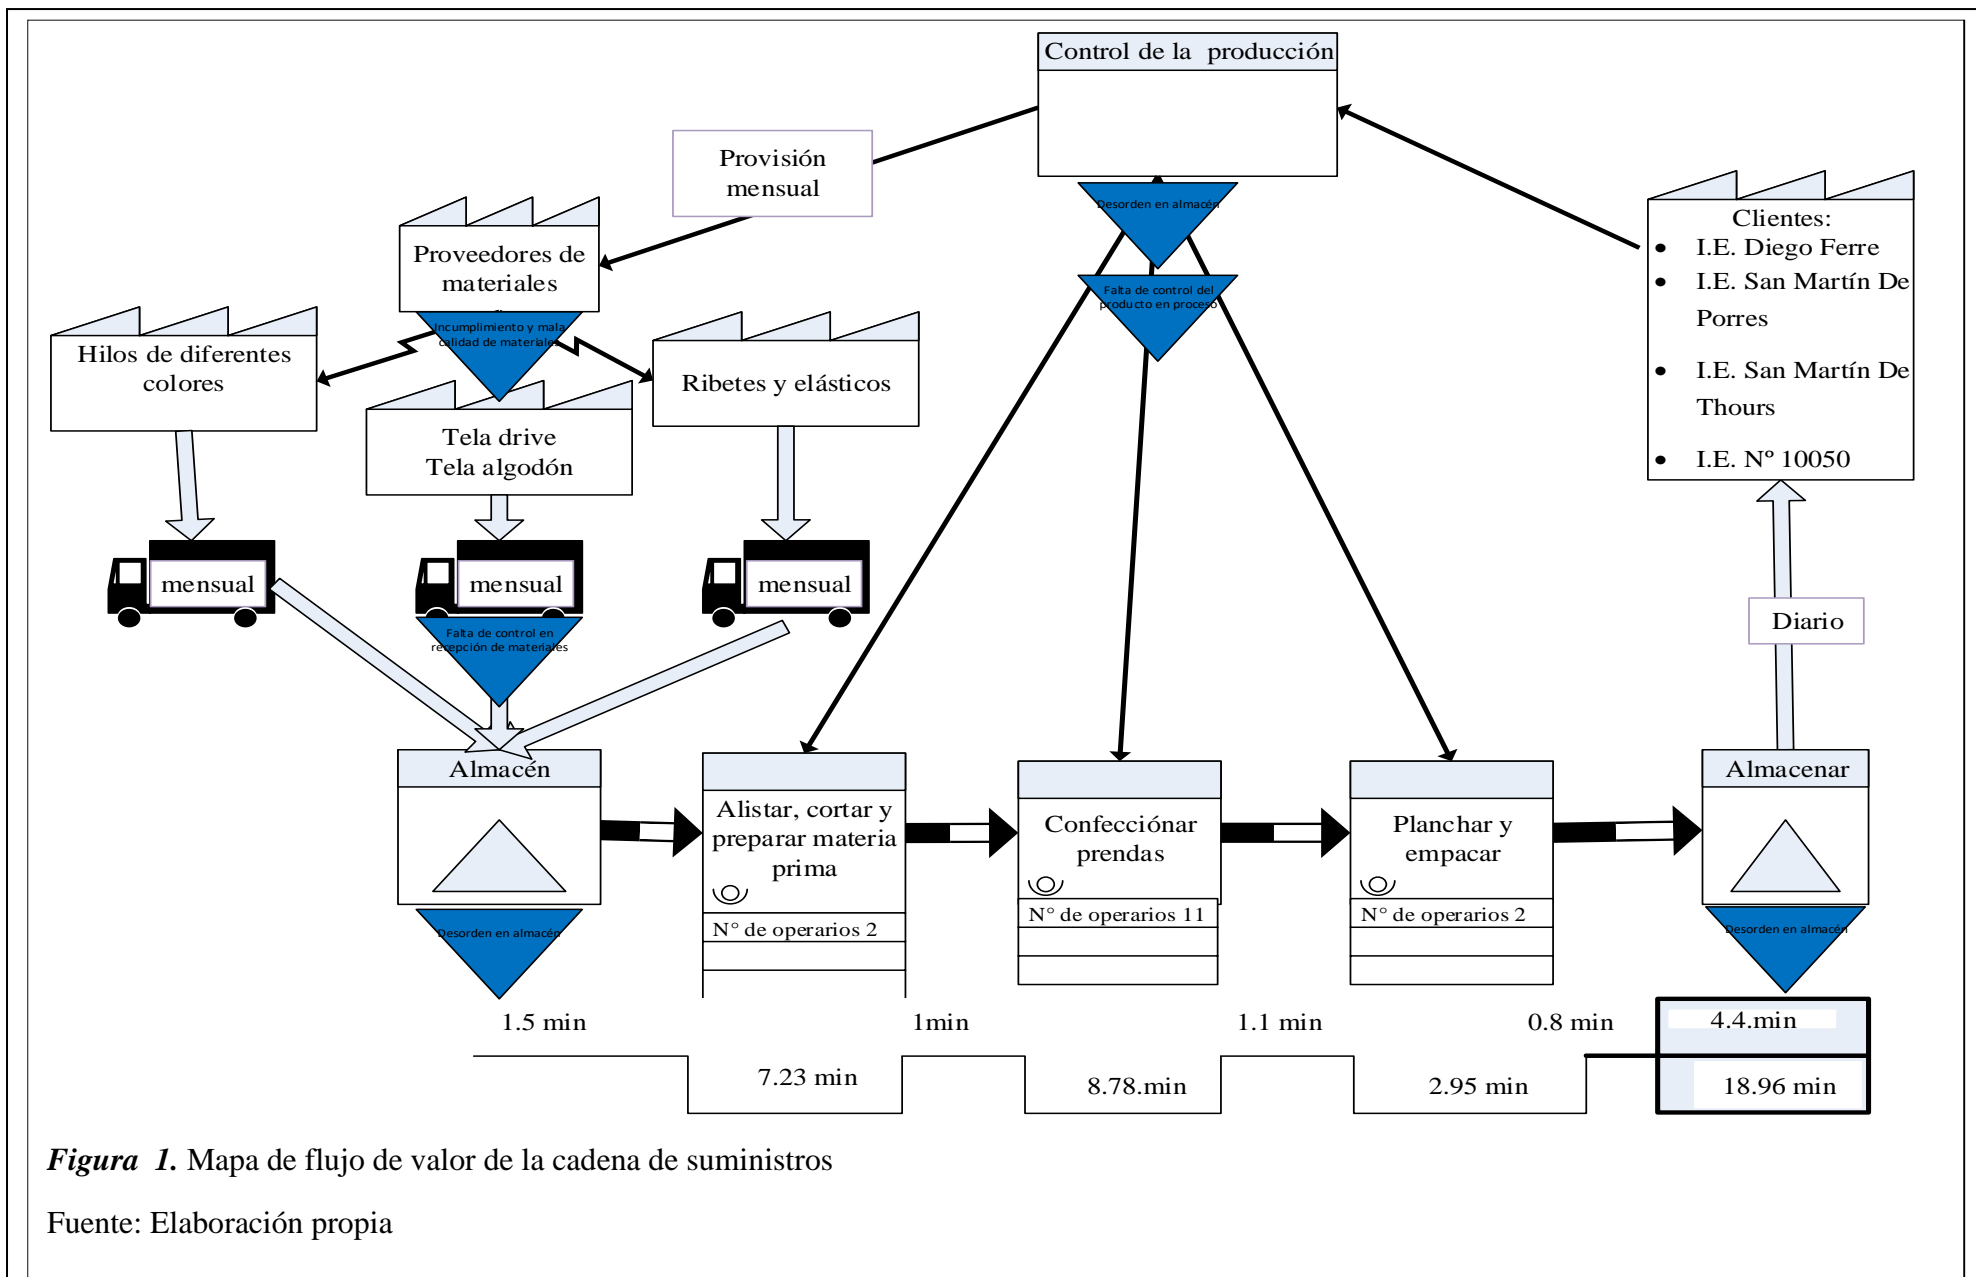 Control de la producción
Provisión
mensual
Proveedores de
materiales
Incumplimiento y mala
calidad de materiales
Desorden en almacén
Falta de control del
producto en proceso
Clientes:
• I.E. Diego Ferre
• I.E. San Martín De
Porres
• I.E. San Martín De
Thours
• I.E. Nº 10050
Hilos de diferentes
colores
Tela drive
Tela algodón
Ribetes y elásticos
mensual
mensual
mensual
Falta de control en
recepción de materiales
Diario
Almacén
Desorden en almacén
Alistar, cortar y
preparar materia
prima
N° de operarios 2
Confecciónar
prendas
N° de operarios 11
Planchar y
empacar
N° de operarios 2
Almacenar
Desorden en almacén
1.5 min
1min
1.1 min
0.8 min
4.4.min
7.23 min
8.78.min
2.95 min
18.96 min
Figura 1. Mapa de flujo de valor de la cadena de suministros
Fuente: Elaboración propia